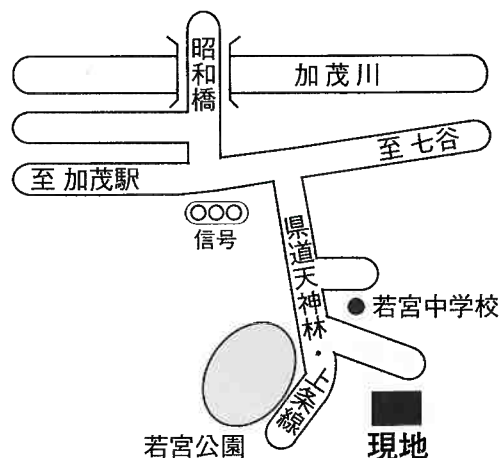 昭和橋
加茂川
至 七谷
至 加茂駅
信号
県道天神林・上条線
若宮中学校
若宮公園
現地